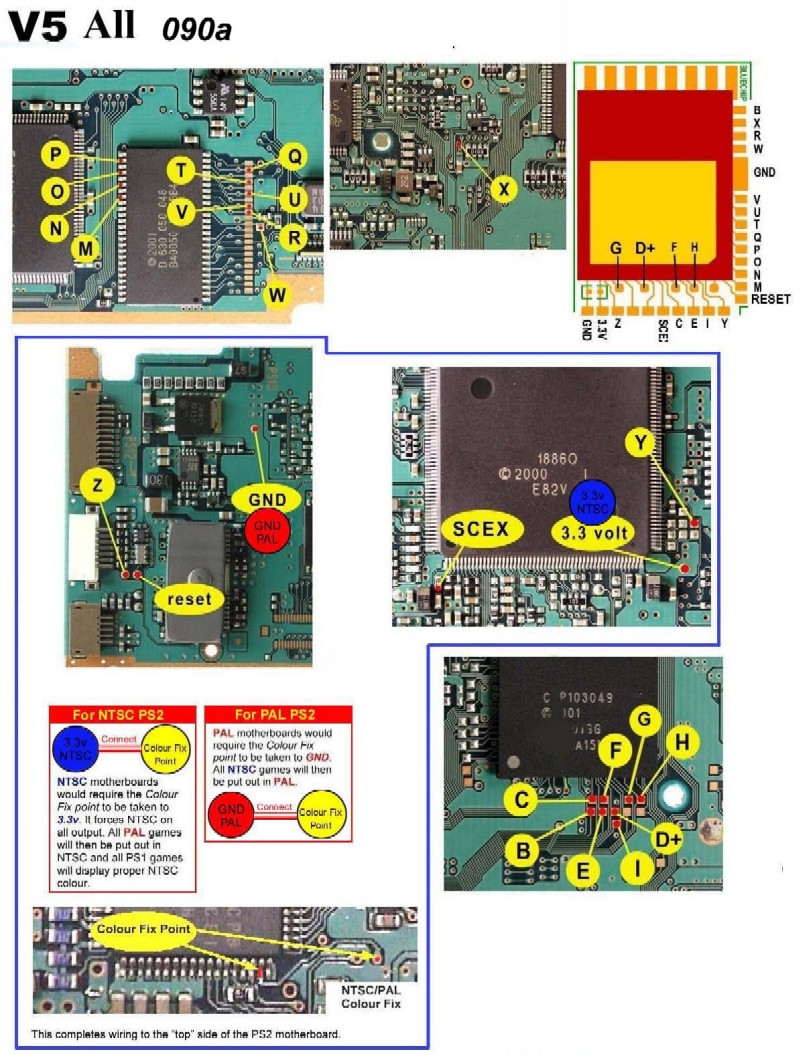 V5 All 090a
P
O
N
M
T
V
Q
U
R
W
© 2001
X
BLUECHIP
B
X
R
W
GND
V
U
T
Q
P
O
N
M
RESET
G D+ F H
GND 3.3V Z SCEX C E I Y
Z
GND
GND
PAL
reset
18860
© 2000 I
E82V
3.3v
NTSC
3.3 volt
SCEX
Y
For NTSC PS2
3.3v
NTSC
Connect
Colour Fix
Point
NTSC motherboards
would require the Colour
Fix point to be taken to
3.3v. It forces NTSC on
all output. All PAL games
will then be put out in
NTSC and all PS1 games
will display proper NTSC
colour.
For PAL PS2
PAL motherboards would
require the Colour Fix
point to be taken to GND.
All NTSC games will then
be put out in PAL.
GND
PAL
Connect
Colour Fix
Point
C P103049
G
F
H
C
B
E
I
D+
Colour Fix Point
NTSC/PAL
Colour Fix
This completes wiring to the "top" side of the PS2 motherboard.